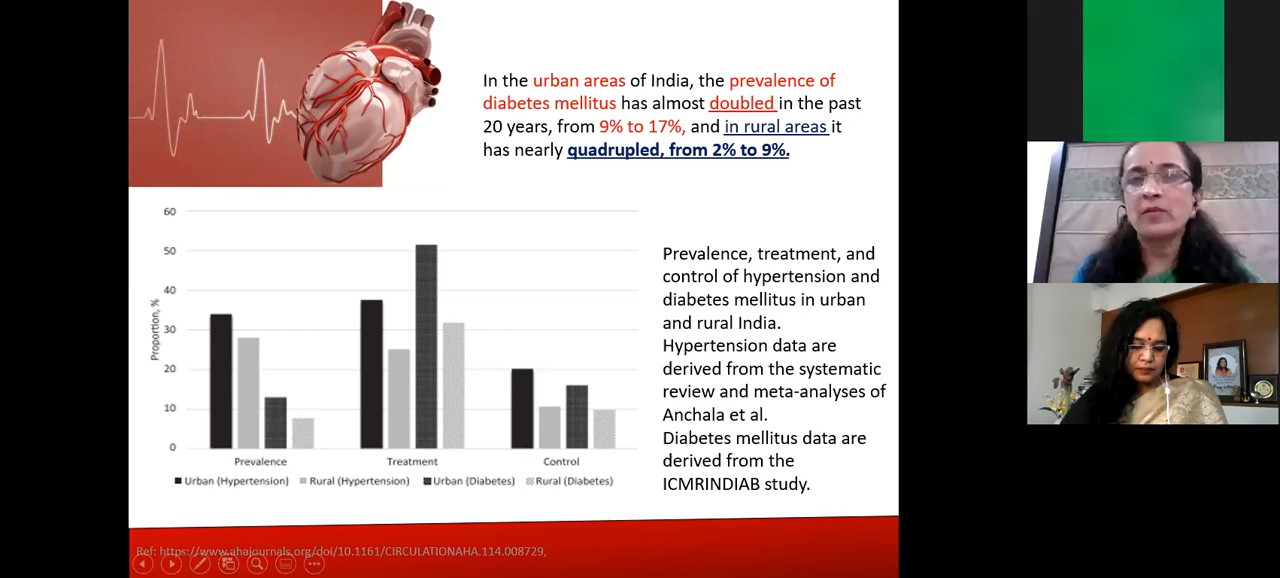 In the urban areas of India, the prevalence of
diabetes mellitus has almost doubled in the past
20 years, from 9% to 17%, and in rural areas it
has nearly quadrupled, from 2% to 9%.
60
50
40
30
20
10
0
Proportion, %
Prevalence
Treatment
Control
Urban (Hypertension) Rural (Hypertension) Urban (Diabetes) Rural (Diabetes)
Prevalence, treatment, and
control of hypertension and
diabetes mellitus in urban
and rural India.
Hypertension data are
derived from the systematic
review and meta-analyses of
Anchala et al.
Diabetes mellitus data are
derived from the
ICMRINDIAB study.
Ref: https://www.ahajournals.org/doi/10.1161/CIRCULATIONAHA.114.008729,